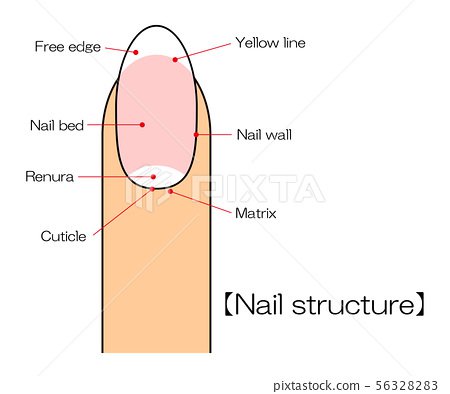 Free edge
Yellow line
Nail bed
Nail wall
Renura
Matrix
Cuticle
【Nail structure】
PIXTA
pixta.jp - 56328283